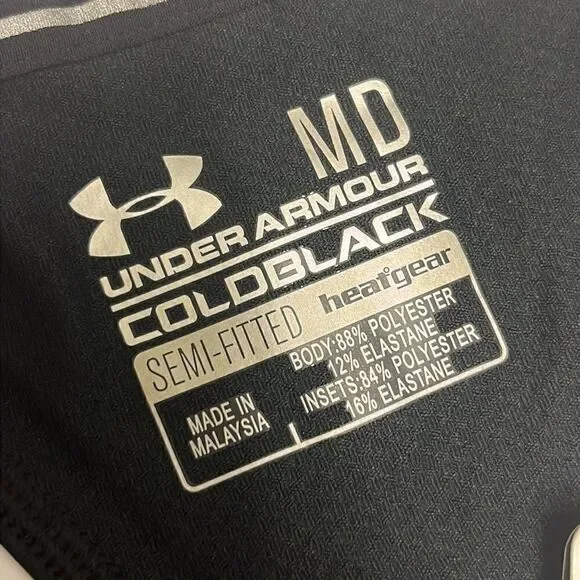 MD
UNDER ARMOUR
COLDBLACK
SEMI-FITTED heatgear
BODY:88% POLYESTER
12% ELASTANE
INSETS:84% POLYESTER
16% ELASTANE
MADE IN
MALAYSIA